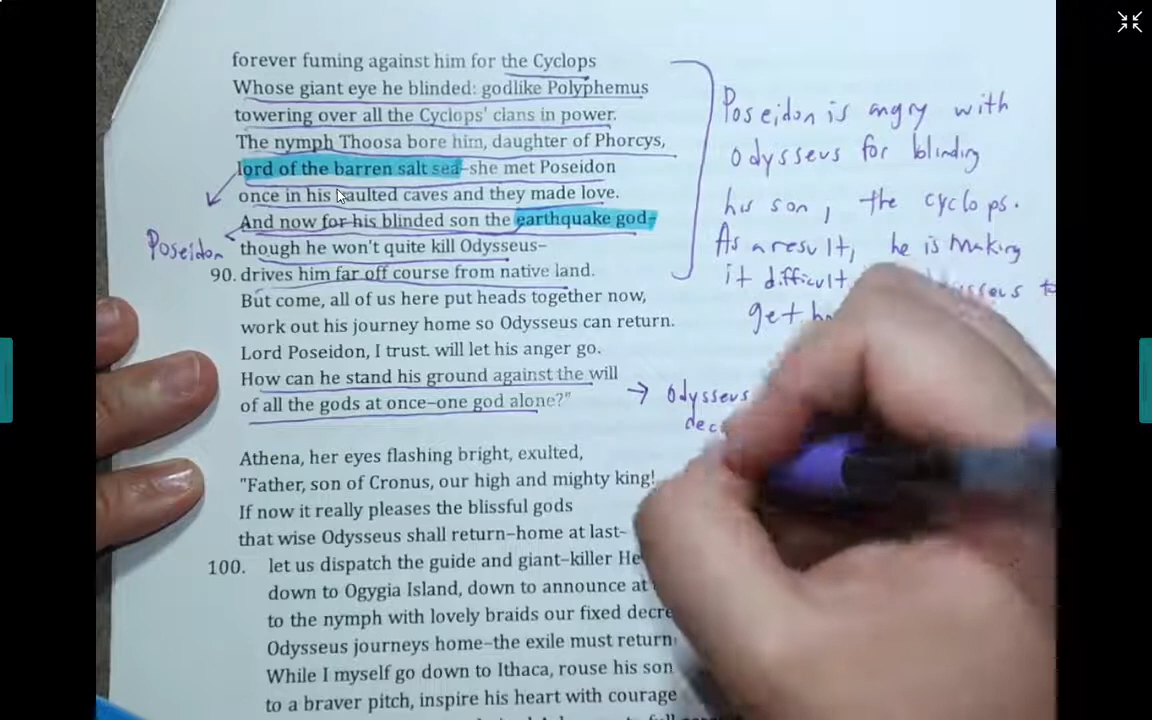 forever fuming against him for the Cyclops
Whose giant eye he blinded: godlike Polyphemus
towering over all the Cyclops' clans in power.
The nymph Thoosa bore him, daughter of Phorcys,
lord of the barren salt sea–she met Poseidon
once in his vaulted caves and they made love.
And now for his blinded son the earthquake god–
though he won't quite kill Odysseus–
90. drives him far off course from native land.
But come, all of us here put heads together now,
work out his journey home so Odysseus can return.
Lord Poseidon, I trust. will let his anger go.
How can he stand his ground against the will
of all the gods at once–one god alone?"
Athena, her eyes flashing bright, exulted,
"Father, son of Cronus, our high and mighty king!
If now it really pleases the blissful gods
that wise Odysseus shall return–home at last–
100. let us dispatch the guide and giant–killer
down to Ogygia Island, down to announce at
to the nymph with lovely braids our fixed
Odysseus journeys home–the exile must return
While I myself go down to Ithaca, rouse his son
to a braver pitch, inspire his heart with courage
Poseidon
Poseidon is angry with
Odysseus for blinding
his son, the cyclops.
As a result, he is making
it difficult to
get
→ Odysseus